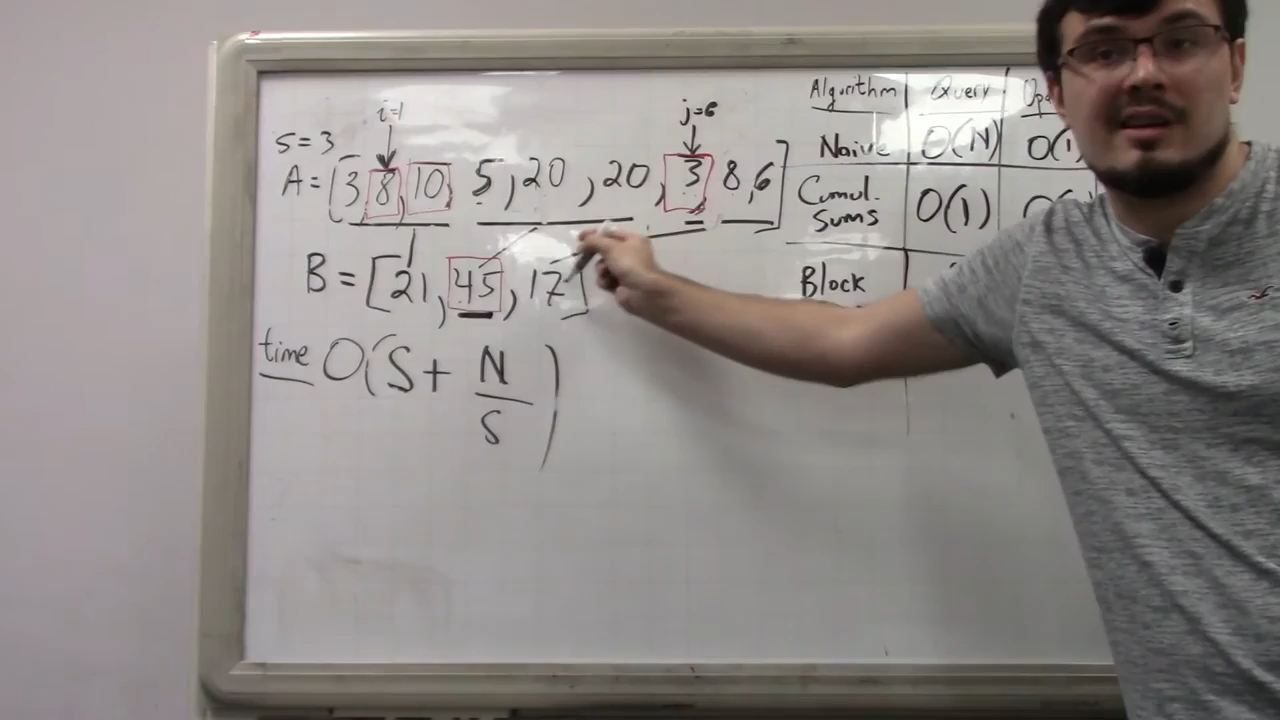 i=1
j=6
S=3
A=[3,8,10, 5,20,20, 3 8,6]
B=[21,45,17]
time O(S+N/S)
Algorithm Query
Naive O(N) O(1)
Cumul. Sums O(1)
Block